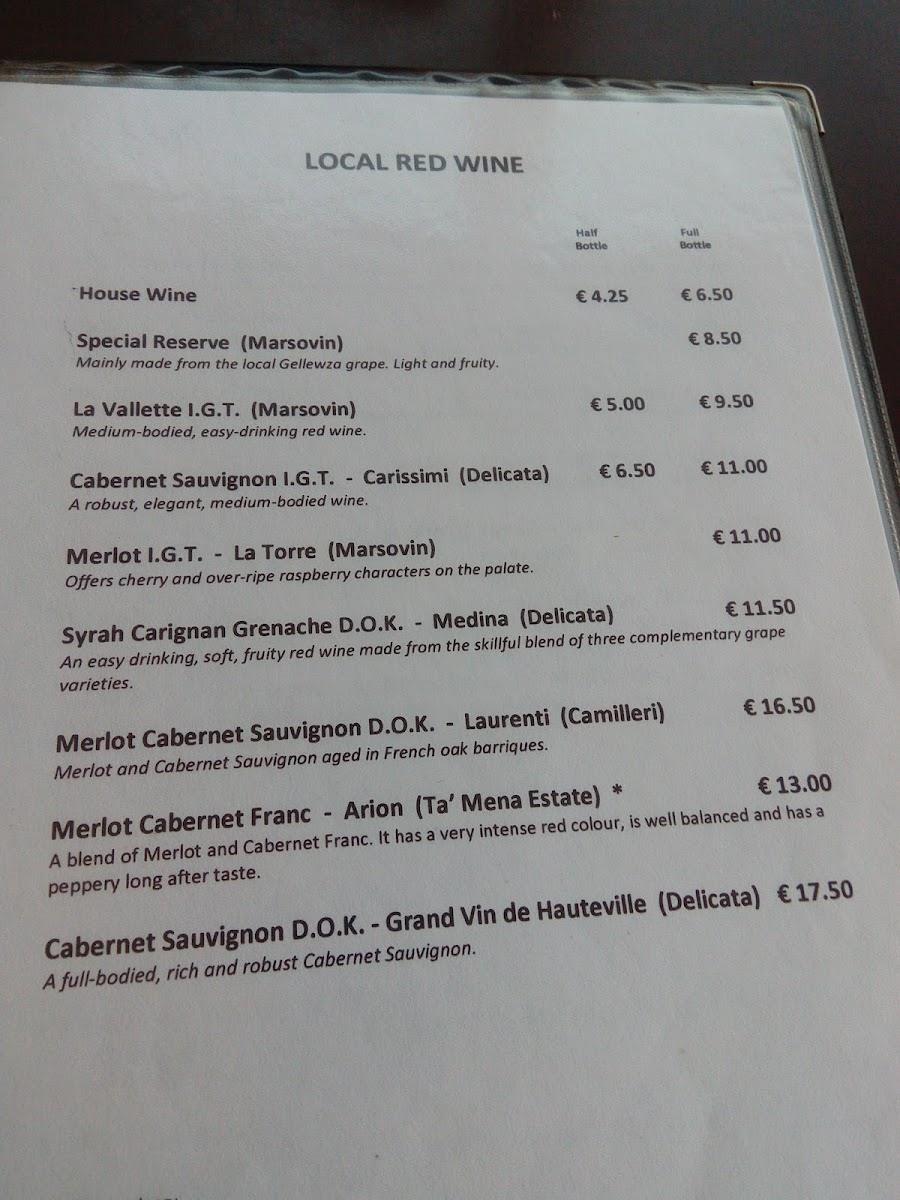 LOCAL RED WINE
Half Bottle
Full Bottle
House Wine € 4.25 € 6.50
Special Reserve (Marsovin) € 8.50
Mainly made from the local Gellewza grape. Light and fruity.
La Vallette I.G.T. (Marsovin) € 5.00 € 9.50
Medium-bodied, easy-drinking red wine.
Cabernet Sauvignon I.G.T. - Carissimi (Delicata) € 6.50 € 11.00
A robust, elegant, medium-bodied wine.
Merlot I.G.T. - La Torre (Marsovin) € 11.00
Offers cherry and over-ripe raspberry characters on the palate.
Syrah Carignan Grenache D.O.K. - Medina (Delicata) € 11.50
An easy drinking, soft, fruity red wine made from the skillful blend of three complementary grape
varieties.
Merlot Cabernet Sauvignon D.O.K. - Laurenti (Camilleri) € 16.50
Merlot and Cabernet Sauvignon aged in French oak barriques.
Merlot Cabernet Franc - Arion (Ta’ Mena Estate) * € 13.00
A blend of Merlot and Cabernet Franc. It has a very intense red colour, is well balanced and has a
peppery long after taste.
Cabernet Sauvignon D.O.K. - Grand Vin de Hauteville (Delicata) € 17.50
A full-bodied, rich and robust Cabernet Sauvignon.